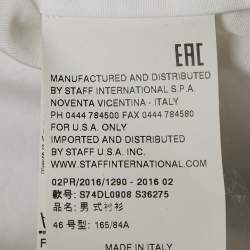 EAC
MANUFACTURED AND DISTRIBUTED
BY STAFF INTERNATIONAL S.P.A.
NOVENTA VICENTINA - ITALY
PH 0444 784500 FAX 0444 784580
FOR U.S.A. ONLY
IMPORTED AND DISTRIBUTED
BY STAFF U.S.A. INC.
WWW.STAFFINTERNATIONAL.COM
02PR/2016/1290 - 2016 02
款号: S74DL0908 S36275
品名: 男式衬衫
46 号型: 165/84A
MADE IN ITALY